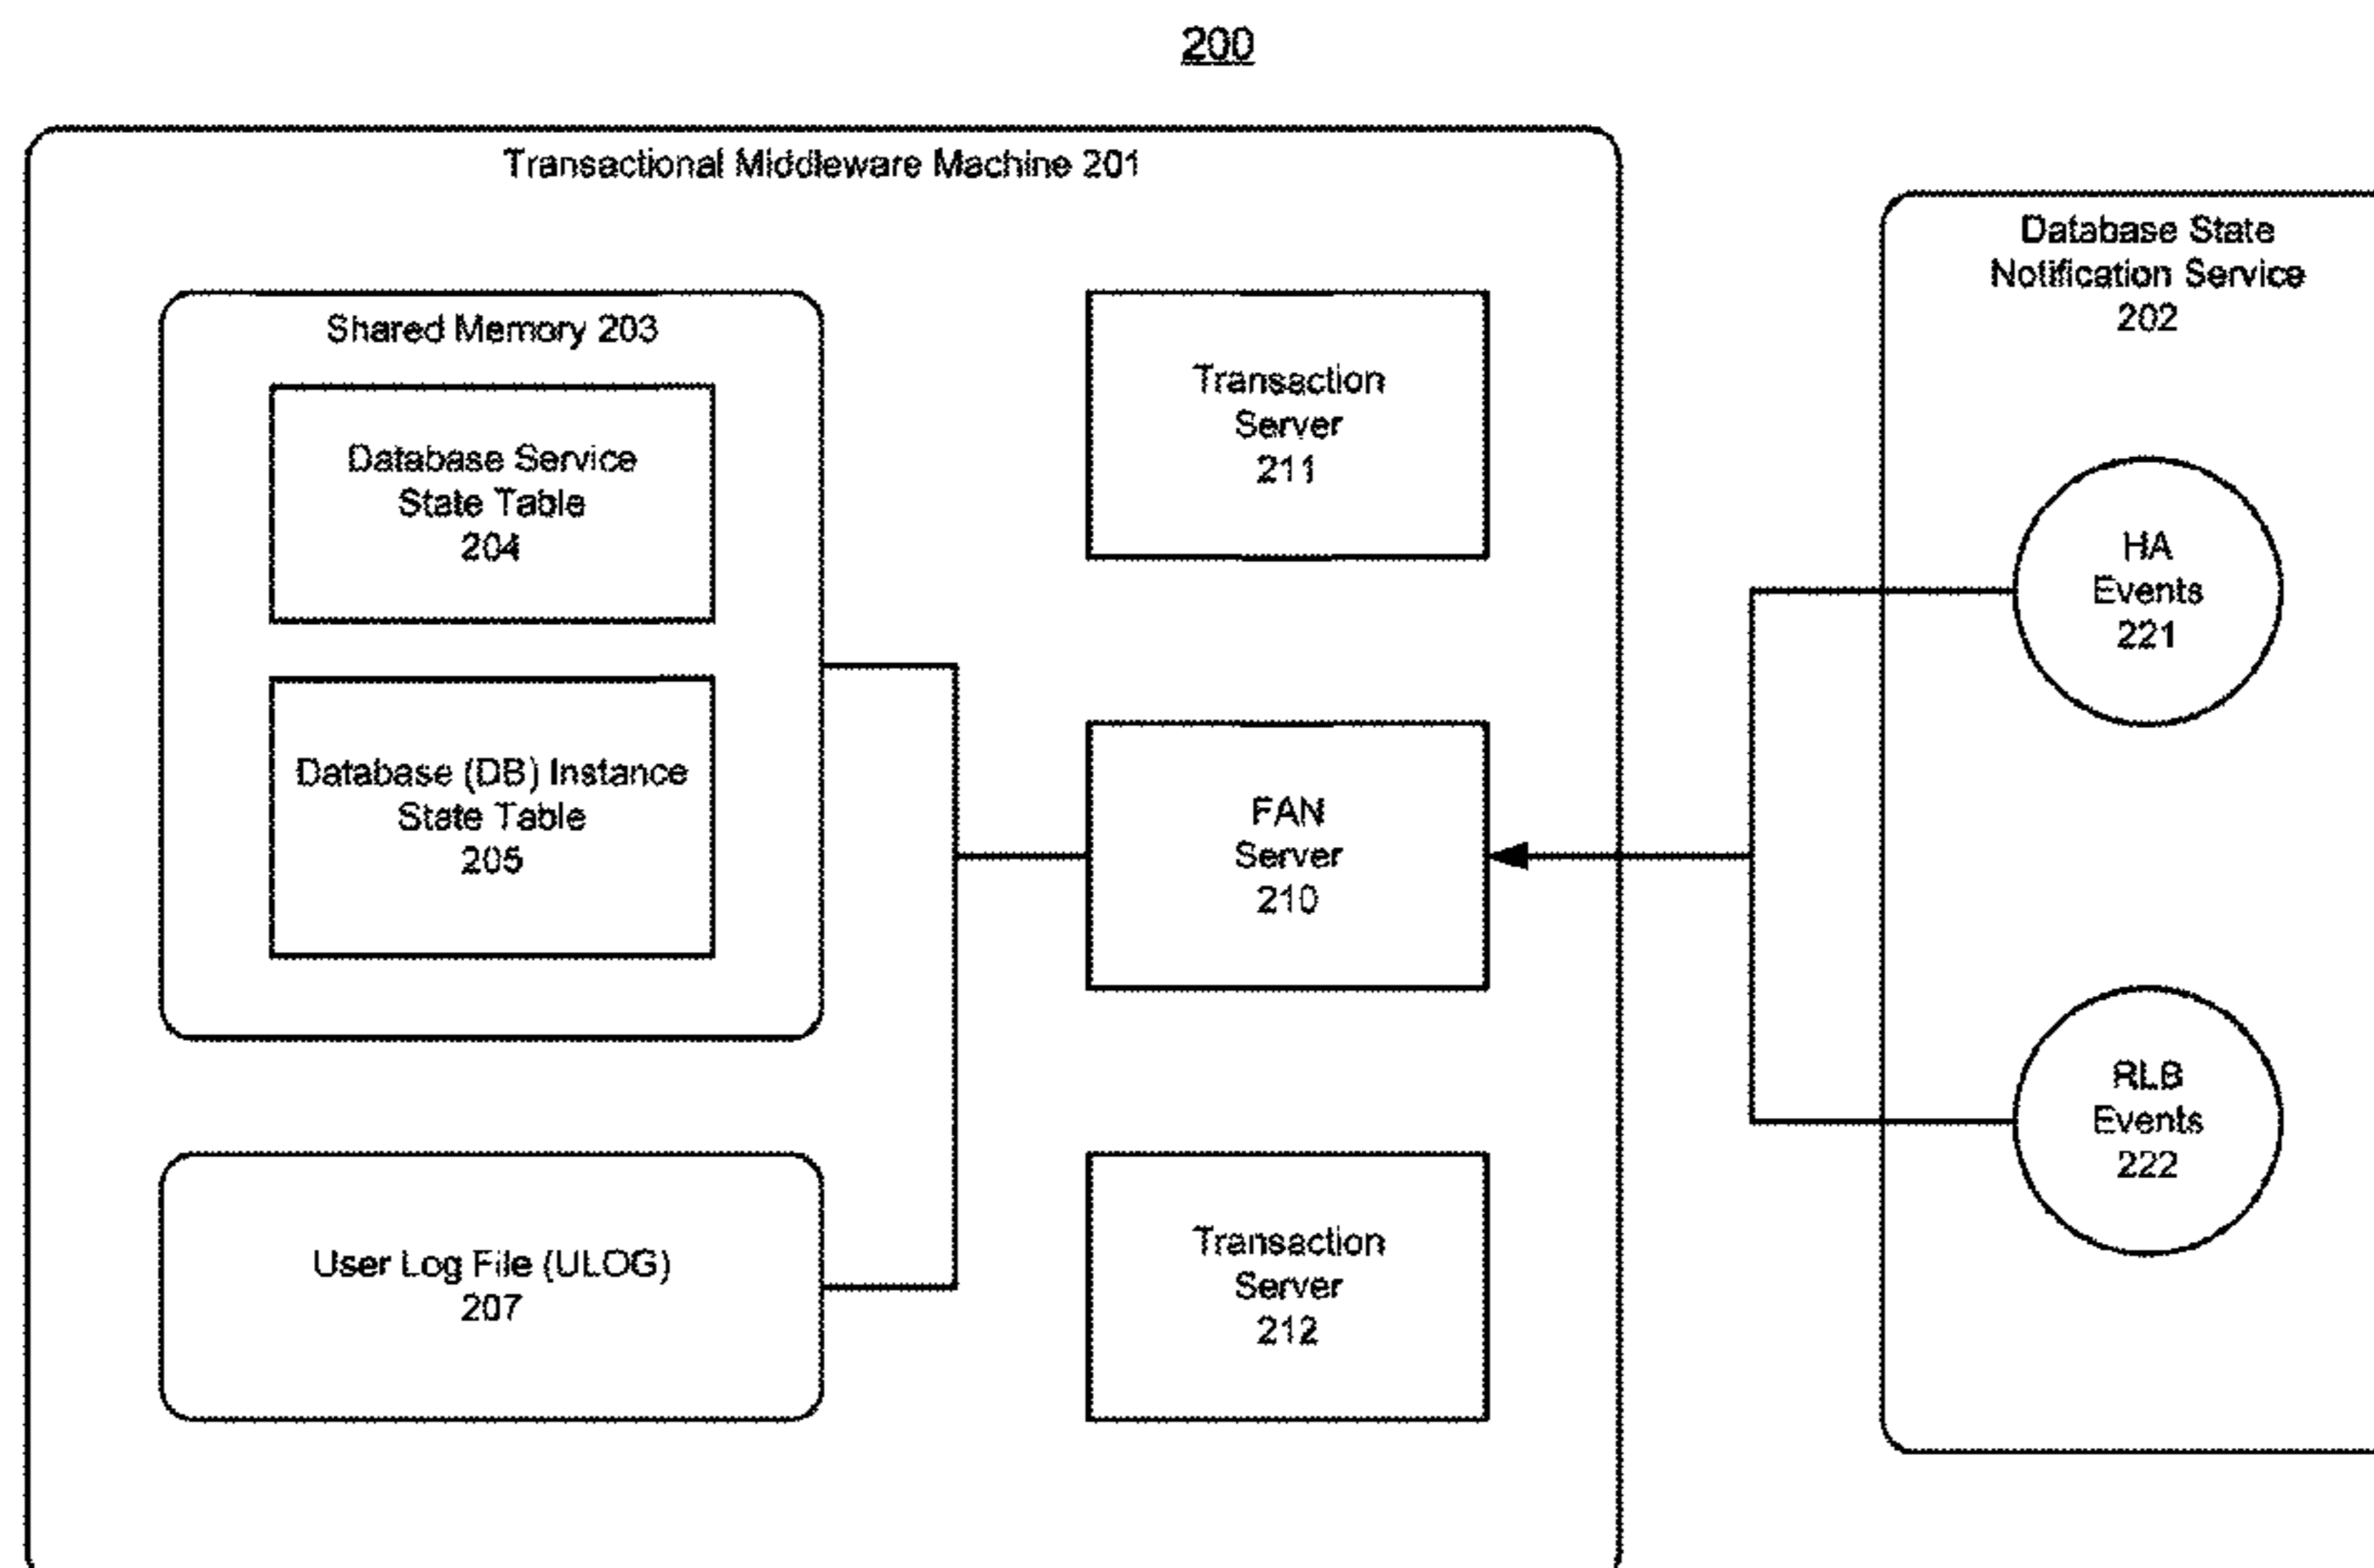 200
Transactional Middleware Machine 201
Shared Memory 203
Database Service
State Table
204
Database (DB) Instance
State Table
205
User Log File (ULOG)
207
Transaction
Server
211
FAN
Server
210
Transaction
Server
212
Database State
Notification Service
202
HA
Events
221
RLB
Events
222